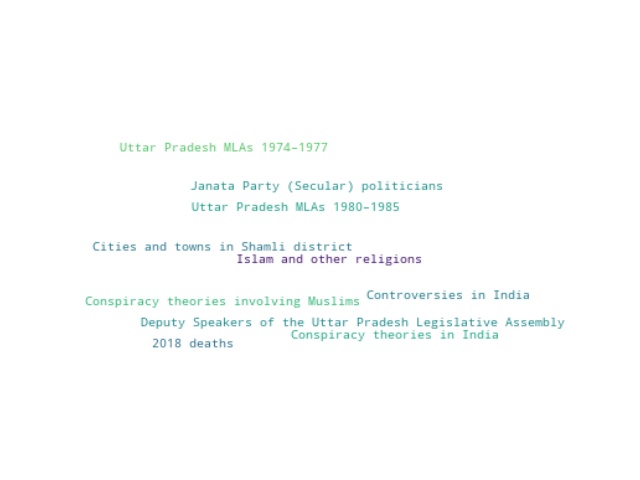 Uttar Pradesh MLAs 1974–1977
Janata Party (Secular) politicians
Uttar Pradesh MLAs 1980–1985
Cities and towns in Shamli district
Islam and other religions
Controversies in India
Conspiracy theories involving Muslims
Deputy Speakers of the Uttar Pradesh Legislative Assembly
Conspiracy theories in India
2018 deaths